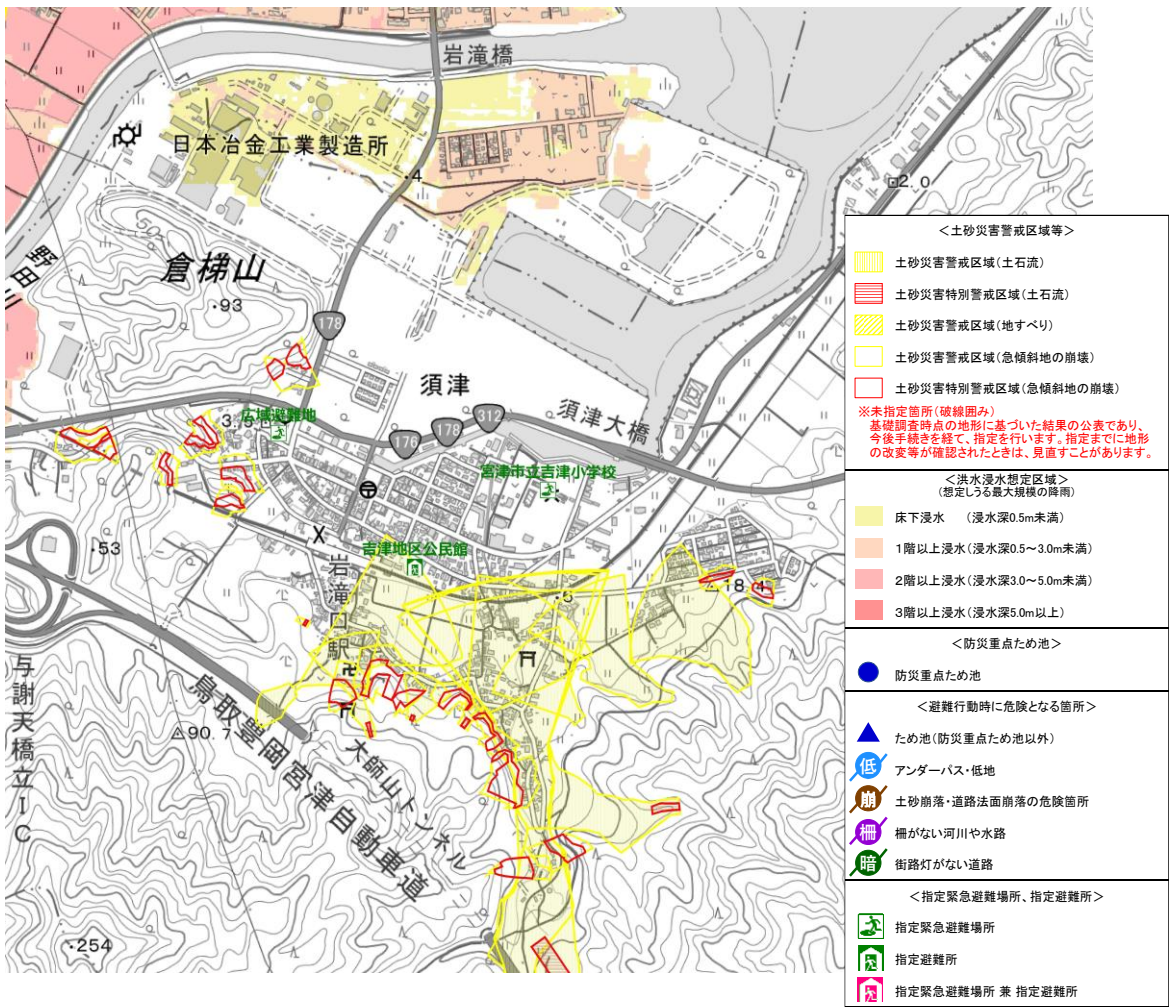 岩滝橋
日本冶金工業製造所
・4
2.0
50
野田川
倉梯山
・93
178
須津
312
178
176
須津大橋
広域避難地
3.5
宮津市立吉津小学校
・53
吉津地区公民館
岩滝口駅
・5
18.4
与謝天橋立IC
鳥取豊岡宮津自動車道
90.7
大師山トンネル
・254
＜土砂災害警戒区域等＞
土砂災害警戒区域(土石流)
土砂災害特別警戒区域(土石流)
土砂災害警戒区域(地すべり)
土砂災害警戒区域(急傾斜地の崩壊)
土砂災害特別警戒区域(急傾斜地の崩壊)
※未指定箇所(破線囲み)
基礎調査時点の地形に基づいた結果の公表であり、
今後手続きを経て、指定を行います。指定までに地形
の改変等が確認されたときは、見直すことがあります。
＜洪水浸水想定区域＞
(想定しうる最大規模の降雨)
床下浸水　(浸水深0.5m未満)
1階以上浸水(浸水深0.5～3.0m未満)
2階以上浸水(浸水深3.0～5.0m未満)
3階以上浸水(浸水深5.0m以上)
＜防災重点ため池＞
防災重点ため池
＜避難行動時に危険となる箇所＞
ため池(防災重点ため池以外)
低 アンダーパス・低地
崩 土砂崩落・道路法面崩落の危険箇所
柵 柵がない河川や水路
暗 街路灯がない道路
＜指定緊急避難場所、指定避難所＞
指定緊急避難場所
指定避難所
指定緊急避難場所 兼 指定避難所